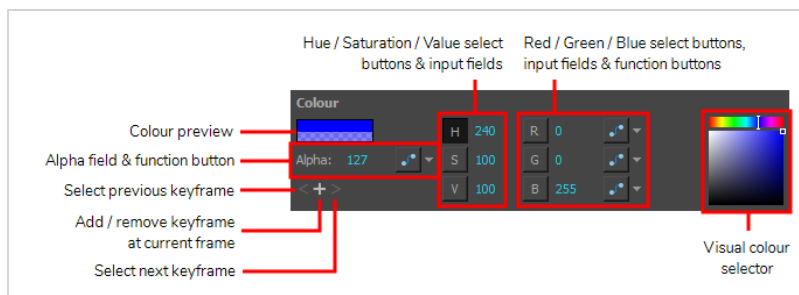 Hue / Saturation / Value select
buttons & input fields
Red / Green / Blue select buttons,
input fields & function buttons
Colour
Colour preview
H 240 R 0
Alpha field & function button
Alpha: 127
S 100 G 0
Select previous keyframe
< + >
V 100 B 255
Add / remove keyframe
at current frame
Select next keyframe
Visual colour
selector